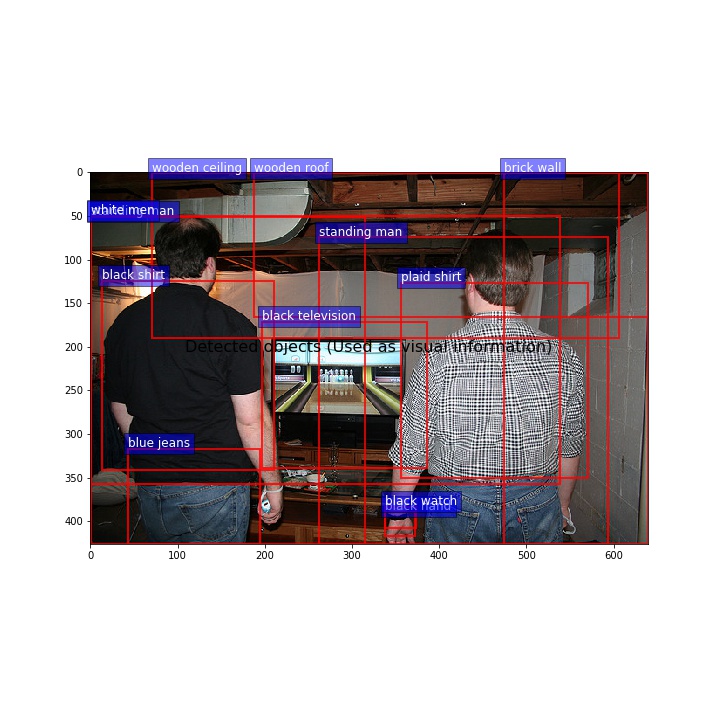 wooden ceiling
wooden roof
brick wall
0
white men
standing man
50
standing man
100
black shirt
plaid shirt
150
black television
200
Detected objects (Used as visual information)
250
300
blue jeans
350
black watch
black hand
400
0
100
200
300
400
500
600